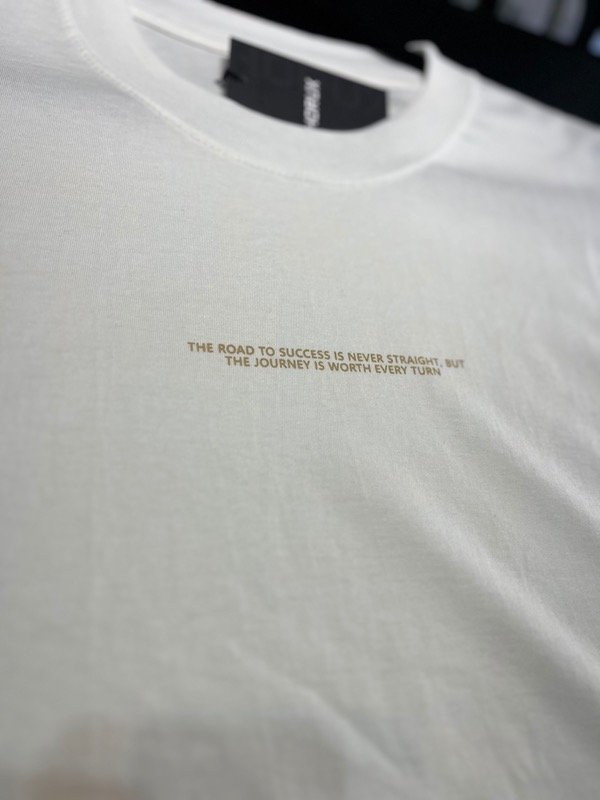 THE ROAD TO SUCCESS IS NEVER STRAIGHT, BUT
THE JOURNEY IS WORTH EVERY TURN